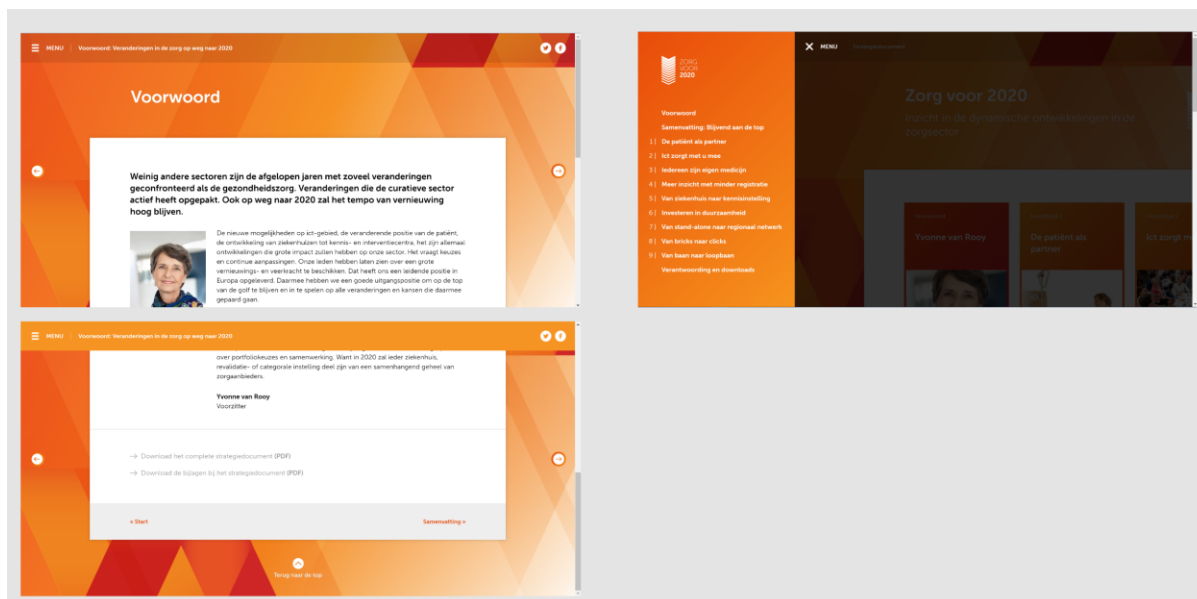 MENU Voorwoord: Veranderingen in de zorg op weg naar 2020
Voorwoord
Weinig andere sectoren zijn de afgelopen jaren met zoveel veranderingen
geconfronteerd als de gezondheidszorg. Veranderingen die de curatieve sector
actief heeft opgepakt. Ook op weg naar 2020 zal het tempo van vernieuwing
hoog blijven.
De nieuwe mogelijkheden op ict-gebied, de veranderende positie van de patiënt,
de ontwikkeling van ziekenhuizen tot kennis- en interventiecentra, het zijn allemaal
ontwikkelingen die grote impact zullen hebben op onze sector. Het vraagt keuzes
en continue aanpassingen. Onze leden hebben laten zien over een grote
vernieuwings- en veerkracht te beschikken. Dat heeft ons een leidende positie in
Europa opgeleverd. Daarmee hebben we een goede uitgangspositie om op de top
van de golf te blijven en in te spelen op alle veranderingen en kansen die daarmee
gepaard gaan.
ZORG
VOOR
2020
Voorwoord
Samenvatting: Blijvend aan de top
1 | De patiënt als partner
2 | Ict zorgt met u mee
3 | Iedereen zijn eigen medicijn
4 | Meer inzicht met minder registratie
5 | Van ziekenhuis naar kennisinstelling
6 | Investeren in duurzaamheid
7 | Van stand-alone naar regionaal netwerk
8 | Van bricks naar clicks
9 | Van baan naar loopbaan
Verantwoording en downloads
MENU Strategiedocument
Zorg voor 2020
Inzicht in de dynamische ontwikkelingen in de
zorgsector
Yvonne van Rooy
De patiënt als
partner
Ict zorgt m
MENU Voorwoord: Veranderingen in de zorg op weg naar 2020
over portfoliokeuzes en samenwerking. Want in 2020 zal ieder ziekenhuis,
revalidatie- of categorale instelling deel zijn van een samenhangend geheel van
zorgaanbieders.
Yvonne van Rooy
Voorzitter
Download het complete strategiedocument (PDF)
Download de bijlagen bij het strategiedocument (PDF)
« Start
Samenvatting »
Terug naar de top